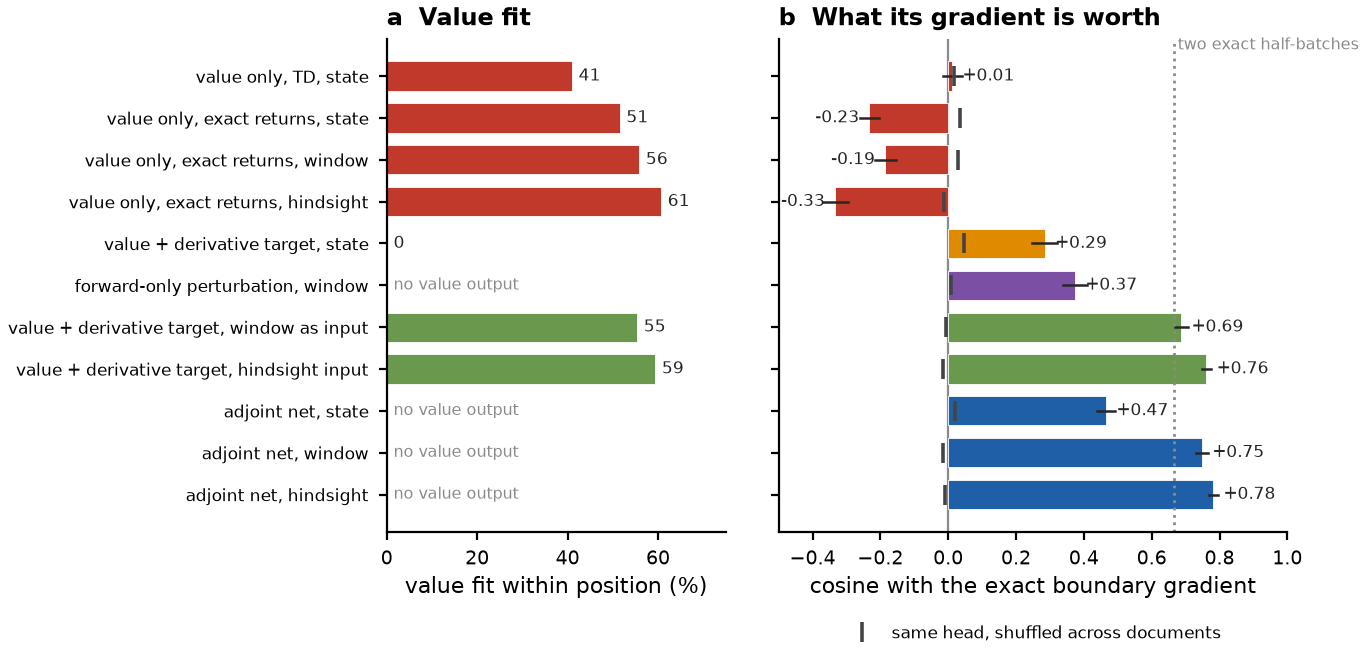 a Value fit
b What its gradient is worth
two exact half-batches
value only, TD, state
41
+0.01
value only, exact returns, state
51
-0.23
value only, exact returns, window
56
-0.19
value only, exact returns, hindsight
61
-0.33
value + derivative target, state
0
+0.29
forward-only perturbation, window
no value output
+0.37
value + derivative target, window as input
55
+0.69
value + derivative target, hindsight input
59
+0.76
adjoint net, state
no value output
+0.47
adjoint net, window
no value output
+0.75
adjoint net, hindsight
no value output
+0.78
0 20 40 60
−0.4 −0.2 0.0 0.2 0.4 0.6 0.8 1.0
value fit within position (%)
cosine with the exact boundary gradient
same head, shuffled across documents